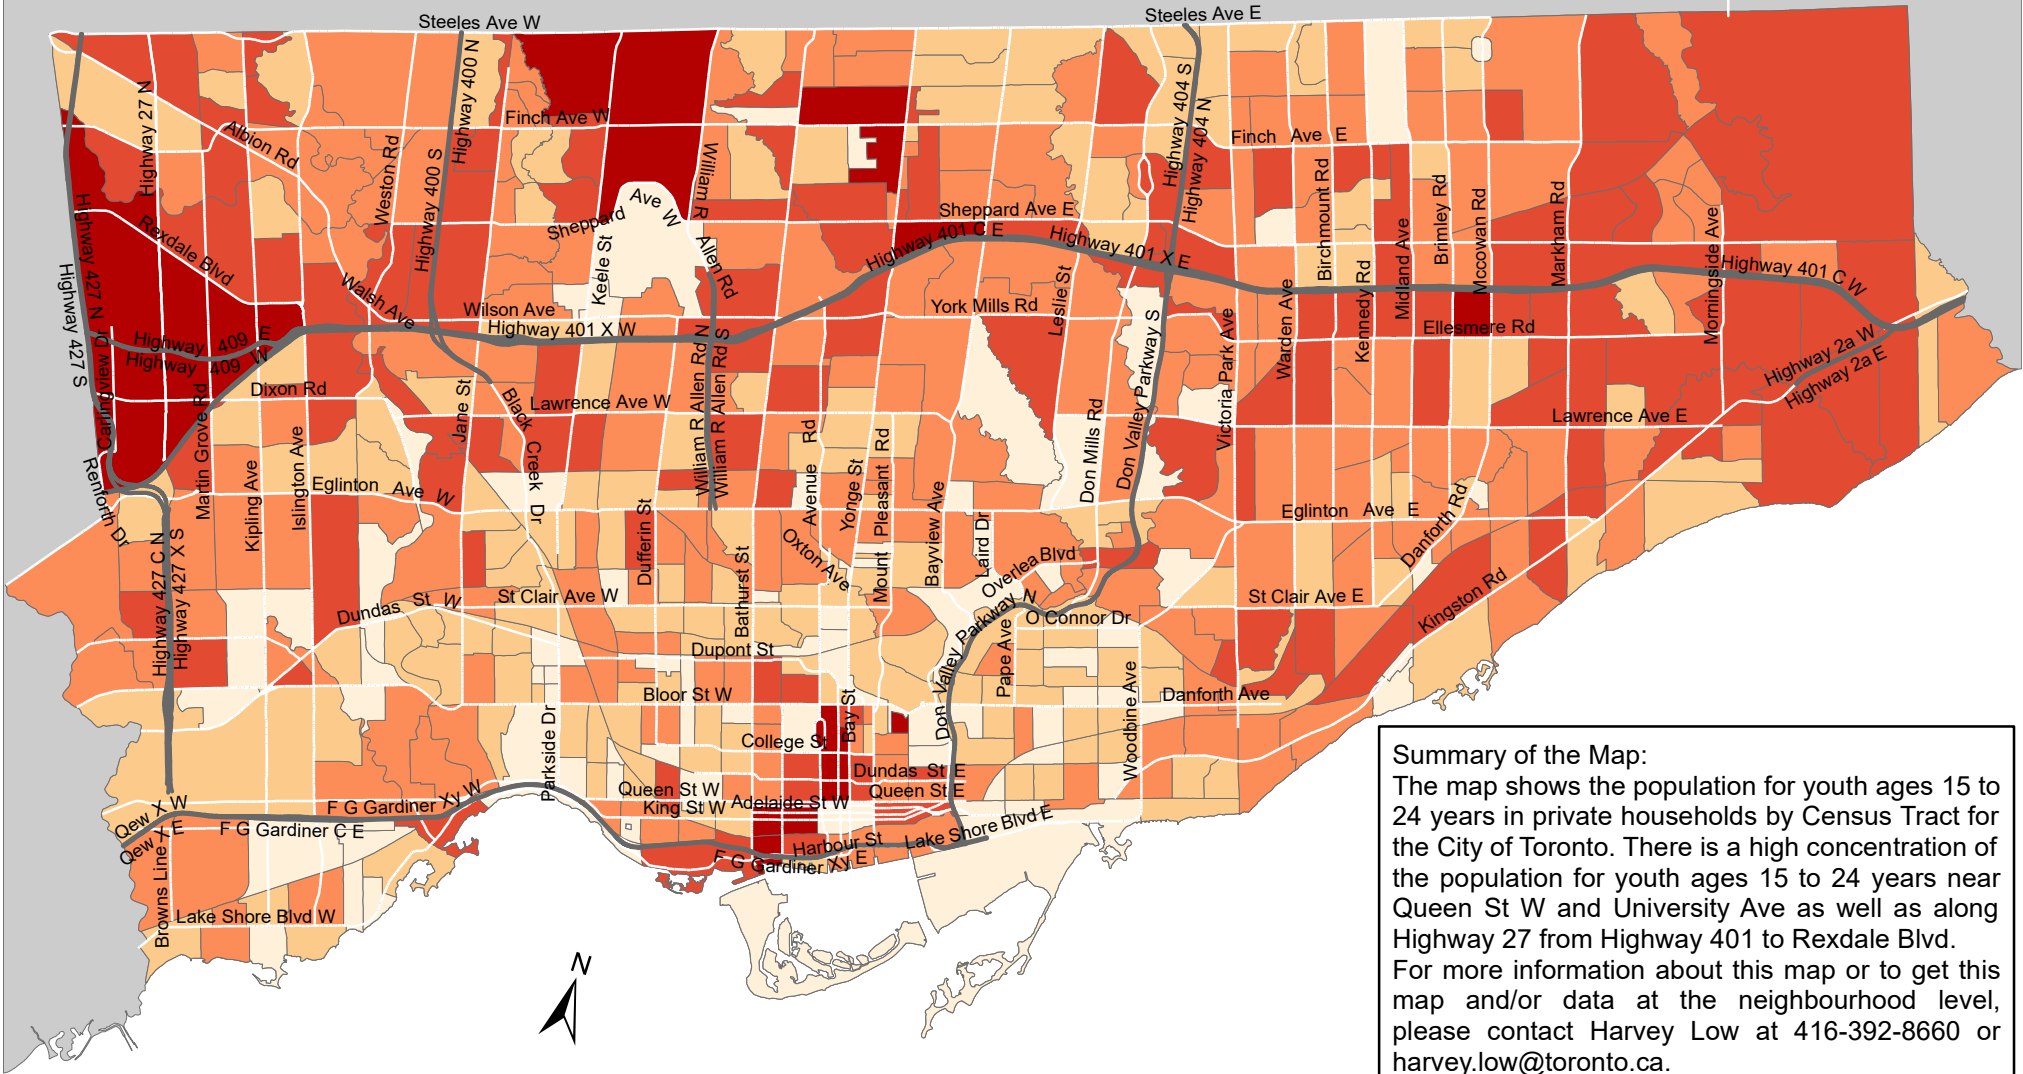 Steeles Ave W
Steeles Ave E
Highway 27 N
Albion Rd
Weston Rd
Highway 400 N
Highway 400 S
Finch Ave W
William R
Allen Rd
Highway 404 S
Highway 404 N
Finch Ave E
Sheppard Ave W
Keele St
Sheppard Ave E
Highway 401 C E
Highway 401 X E
Birchmount Rd
Brimley Rd
Mccowan Rd
Markham Rd
Midland Ave
Kennedy Rd
Warden Ave
Morningside Ave
Highway 401 C W
Highway 427 N
Highway 427 S
Rexdale Blvd
Walsh Ave
Wilson Ave
Highway 401 X W
York Mills Rd
Leslie St
Ellesmere Rd
Highway 409 E
Highway 409 W
Carlingview Dr
Martin Grove Rd
Dixon Rd
Jane St
Black Creek Dr
Lawrence Ave W
William R Allen Rd N
William R Allen Rd S
Don Valley Parkway S
Victoria Park Ave
Highway 2a W
Highway 2a E
Lawrence Ave E
Renforth Dr
Kipling Ave
Islington Ave
Eglinton Ave W
Avenue Rd
Yonge St
Mount Pleasant Rd
Bayview Ave
Laird Dr
Don Mills Rd
Eglinton Ave E
Danforth Rd
Highway 427 C N
Highway 427 X S
Dufferin St
Bathurst St
Oxton Ave
Overlea Blvd
Dundas St W
St Clair Ave W
St Clair Ave E
Kingston Rd
O Connor Dr
Don Valley Parkway N
Pape Ave
Dupont St
Bloor St W
Bay St
Woodbine Ave
Danforth Ave
Parkside Dr
College St
Dundas St E
Queen St E
Queen St W
King St W
Adelaide St W
Qew X W
Qew X E
F G Gardiner Xy W
F G Gardiner C E
Harbour St
Lake Shore Blvd E
F G Gardiner Xy E
Browns Line
Lake Shore Blvd W
N
Summary of the Map:
The map shows the population for youth ages 15 to
24 years in private households by Census Tract for
the City of Toronto. There is a high concentration of
the population for youth ages 15 to 24 years near
Queen St W and University Ave as well as along
Highway 27 from Highway 401 to Rexdale Blvd.
For more information about this map or to get this
map and/or data at the neighbourhood level,
please contact Harvey Low at 416-392-8660 or
harvey.low@toronto.ca.